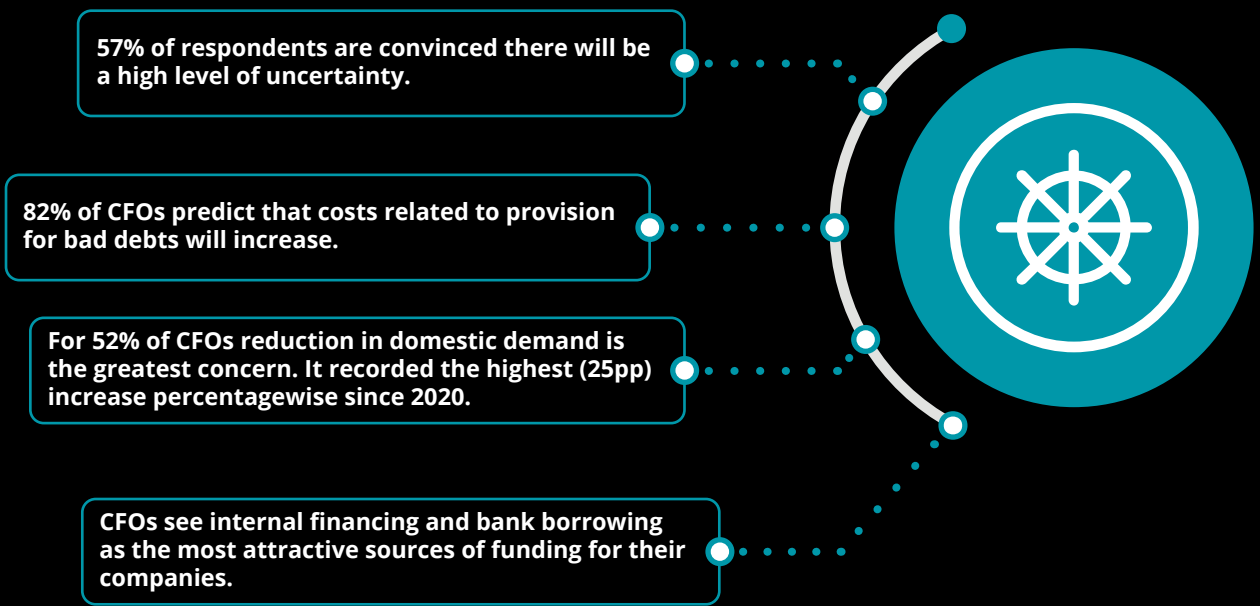 57% of respondents are convinced there will be
a high level of uncertainty.
82% of CFOs predict that costs related to provision
for bad debts will increase.
For 52% of CFOs reduction in domestic demand is
the greatest concern. It recorded the highest (25pp)
increase percentagewise since 2020.
CFOs see internal financing and bank borrowing
as the most attractive sources of funding for their
companies.